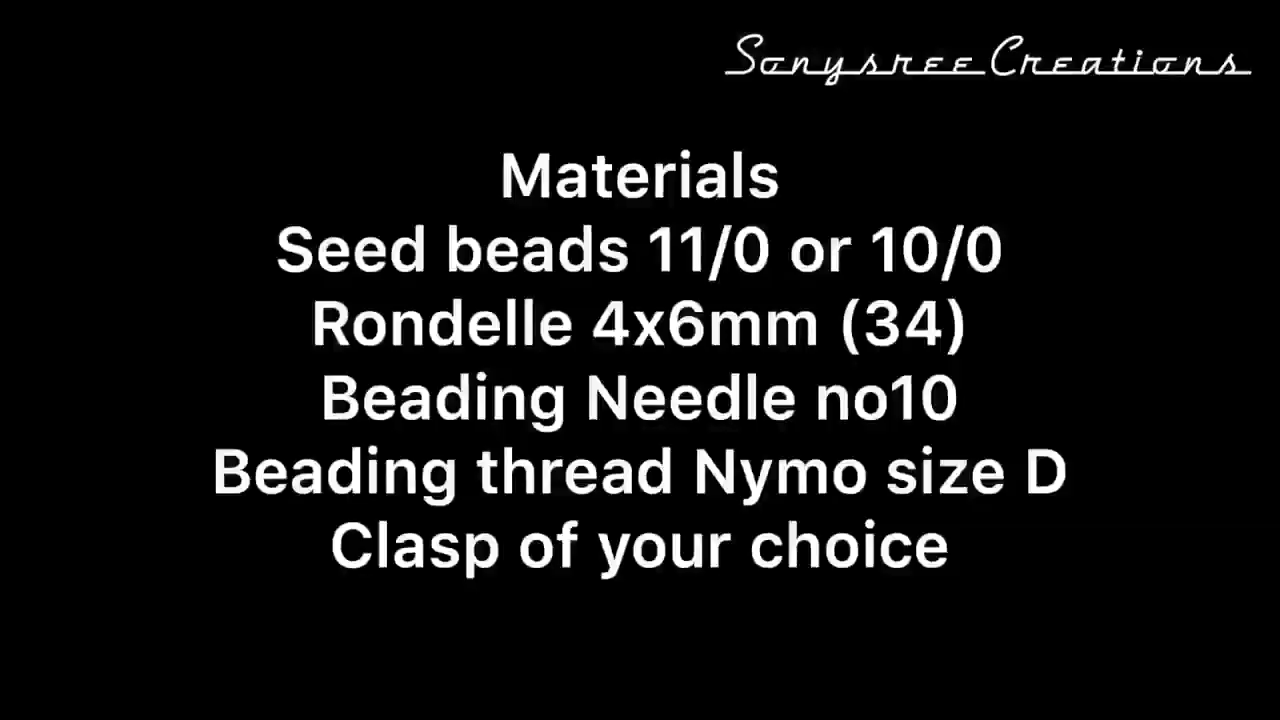 Sonysree Creations
Materials
Seed beads 11/0 or 10/0
Rondelle 4x6mm (34)
Beading Needle no10
Beading thread Nymo size D
Clasp of your choice